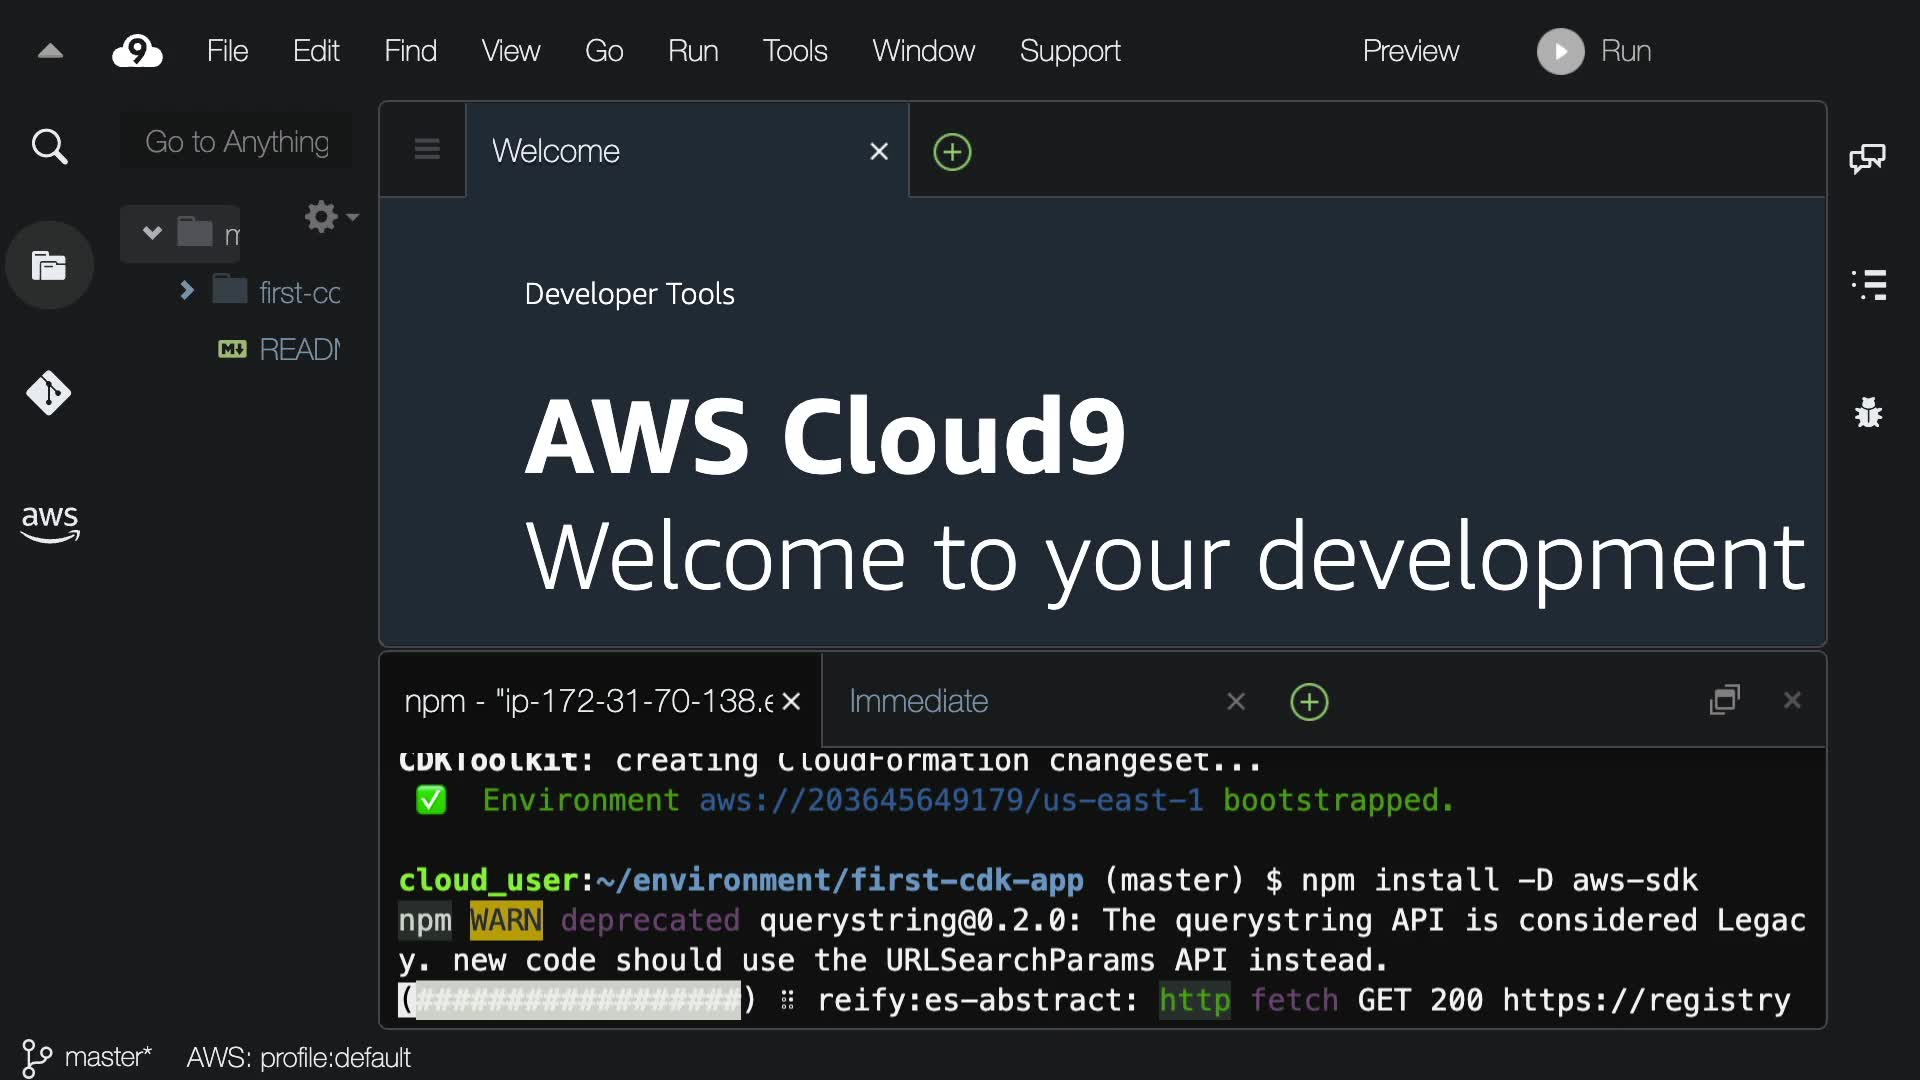 9 File Edit Find View Go Run Tools Window Support Preview Run
Go to Anything
Welcome
m
first-cc
READ
Developer Tools
AWS Cloud9
Welcome to your development
aws
npm - "ip-172-31-70-138.e Immediate
CDKToolkit: creating CloudFormation changeset...
✅ Environment aws://203645649179/us-east-1 bootstrapped.
cloud_user:~/environment/first-cdk-app (master) $ npm install -D aws-sdk
npm WARN deprecated querystring@0.2.0: The querystring API is considered Legac
y. new code should use the URLSearchParams API instead.
(##################) ⠿ reify:es-abstract: http fetch GET 200 https://registry
master* AWS: profile:default